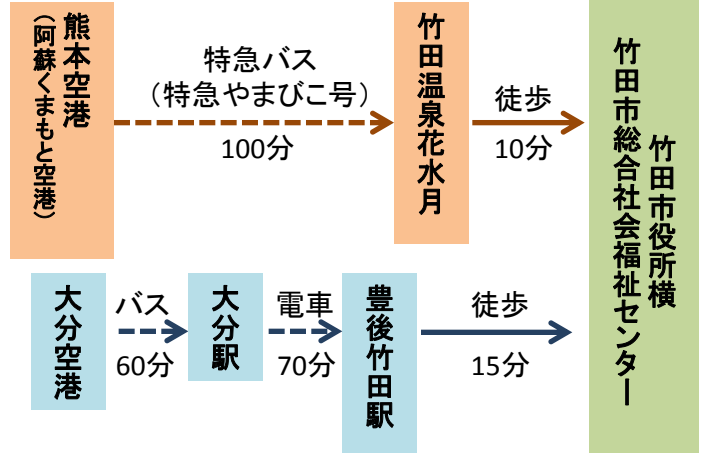 熊本空港
（阿蘇くまもと空港）
特急バス
（特急やまびこ号）
100分
竹田温泉花水月
徒歩
10分
竹田市役所横
竹田市総合社会福祉センター
大分空港
バス
60分
大分駅
電車
70分
豊後竹田駅
徒歩
15分